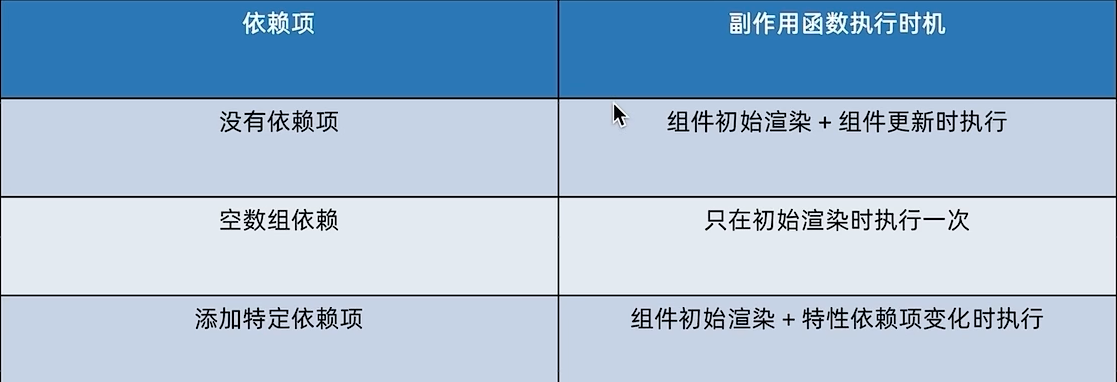 依赖项
副作用函数执行时机
没有依赖项
组件初始渲染 + 组件更新时执行
空数组依赖
只在初始渲染时执行一次
添加特定依赖项
组件初始渲染 + 特性依赖项变化时执行